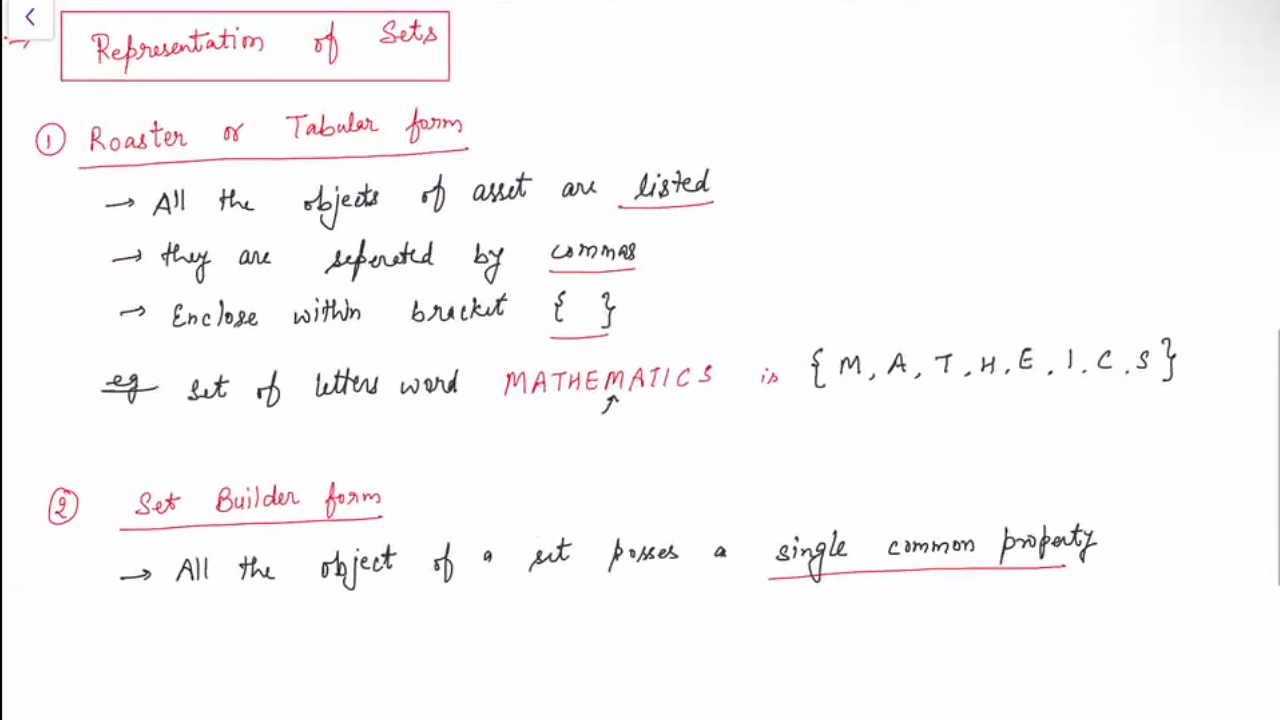 Representation of Sets
① Roaster or Tabular form
→ All the objects of asset are listed
→ they are seperated by commas
→ Enclose within bracket { }
eg set of letters word MATHEMATICS is { M, A, T, H, E, I, C, S }
② Set Builder form
→ All the object of a set posses a single common property